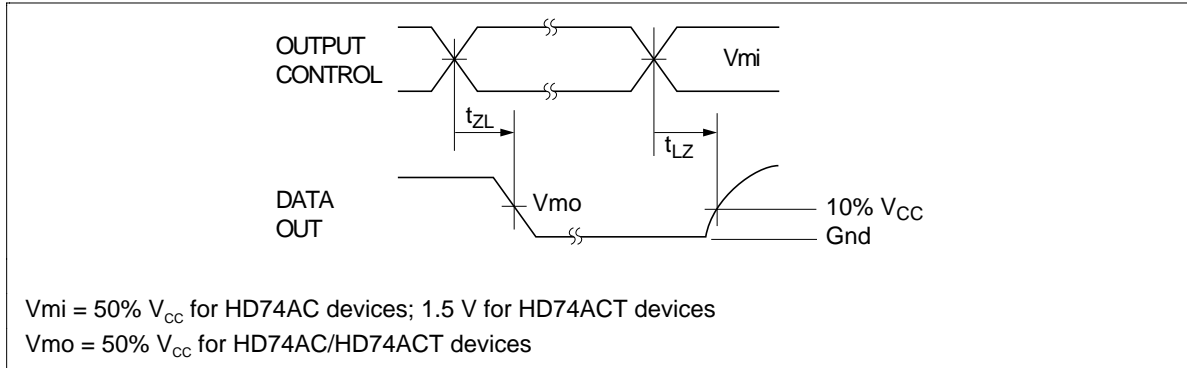 OUTPUT
CONTROL
Vmi
tZL
tLZ
DATA
OUT
Vmo
10% VCC
Gnd
Vmi = 50% VCC for HD74AC devices; 1.5 V for HD74ACT devices
Vmo = 50% VCC for HD74AC/HD74ACT devices